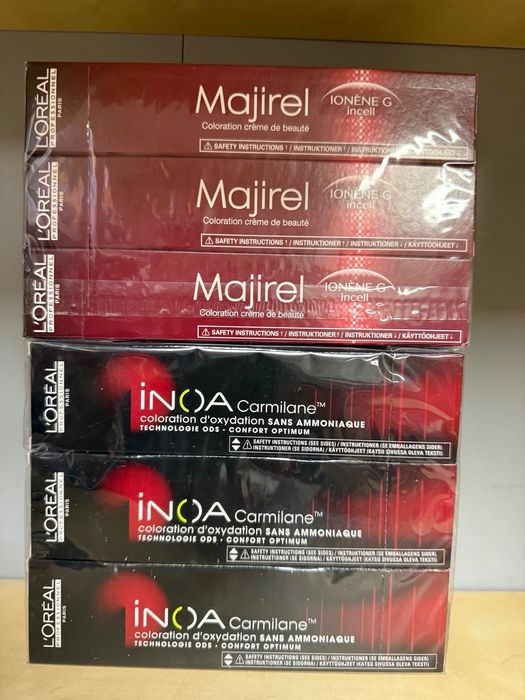 L'ORÉAL
PROFESSIONNEL
PARIS
Majirel
IONÈNE G
incell
Coloration crème de beauté
⚠ SAFETY INSTRUCTIONS ↑ / INSTRUKTIONER ↑ / INSTRUKTIONER ↓ / KÄYTTÖOHJEET ↓
L'ORÉAL
PROFESSIONNEL
PARIS
Majirel
IONÈNE G
incell
Coloration crème de beauté
⚠ SAFETY INSTRUCTIONS ↑ / INSTRUKTIONER ↑ / INSTRUKTIONER ↓ / KÄYTTÖOHJEET ↓
L'ORÉAL
PROFESSIONNEL
PARIS
Majirel
IONÈNE G
incell
Coloration crème de beauté
⚠ SAFETY INSTRUCTIONS ↑ / INSTRUKTIONER ↑ / INSTRUKTIONER ↓ / KÄYTTÖOHJEET ↓
L'ORÉAL
PROFESSIONNEL
PARIS
iNOA Carmilane™
coloration d'oxydation SANS AMMONIAQUE
TECHNOLOGIE ODS - CONFORT OPTIMUM
⚠ SAFETY INSTRUCTIONS (SEE SIDES) / INSTRUKTIONER (SE EMBALLAGENS SIDER)
INSTRUKTIONER (SE SIDORNA) / KÄYTTÖOHJEET (KATSO SIVUSSA OLEVA TEKSTI)
L'ORÉAL
PROFESSIONNEL
PARIS
iNOA Carmilane™
coloration d'oxydation SANS AMMONIAQUE
TECHNOLOGIE ODS - CONFORT OPTIMUM
⚠ SAFETY INSTRUCTIONS (SEE SIDES) / INSTRUKTIONER (SE EMBALLAGENS SIDER)
INSTRUKTIONER (SE SIDORNA) / KÄYTTÖOHJEET (KATSO SIVUSSA OLEVA TEKSTI)
L'ORÉAL
PROFESSIONNEL
PARIS
iNOA Carmilane™
coloration d'oxydation SANS AMMONIAQUE
TECHNOLOGIE ODS - CONFORT OPTIMUM
⚠ SAFETY INSTRUCTIONS (SEE SIDES) / INSTRUKTIONER (SE EMBALLAGENS SIDER)
INSTRUKTIONER (SE SIDORNA) / KÄYTTÖOHJEET (KATSO SIVUSSA OLEVA TEKSTI)